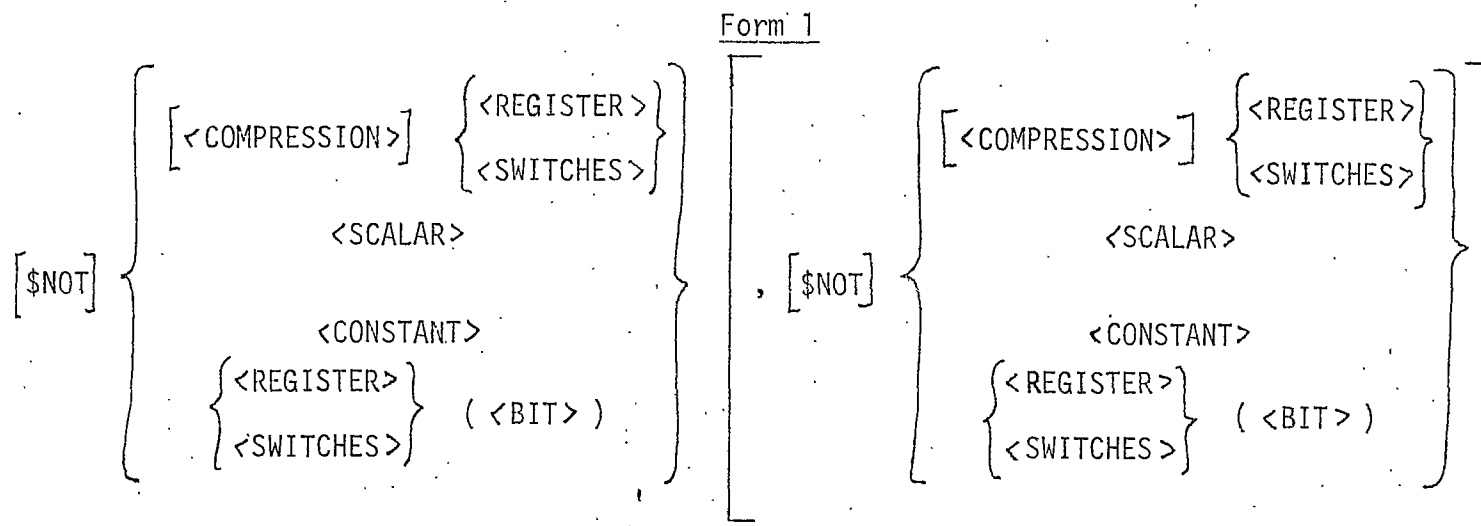 Form 1
[<COMPRESSION>] {<REGISTER> <SWITCHES>} [<COMPRESSION>] {<REGISTER> <SWITCHES>}
<SCALAR> <SCALAR>
[$NOT] , [$NOT]
<CONSTANT> <CONSTANT>
{<REGISTER> <SWITCHES>} ( <BIT> ) {<REGISTER> <SWITCHES>} ( <BIT> )